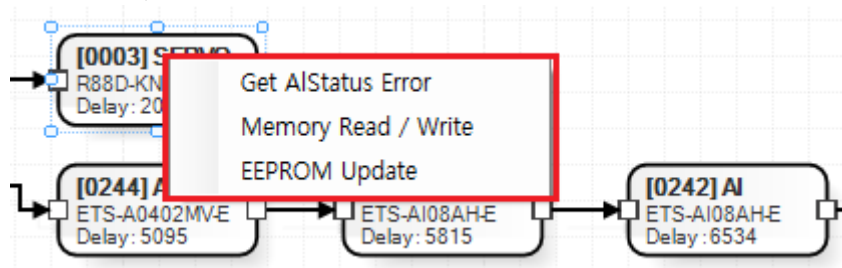 [0003] SERVO
R88D-KN
Delay: 20
Get AlStatus Error
Memory Read / Write
EEPROM Update
[0244] A
ETS-A0402MV-E
Delay: 5095
ETS-AI08AH-E
Delay: 5815
[0242] AI
ETS-AI08AH-E
Delay: 6534